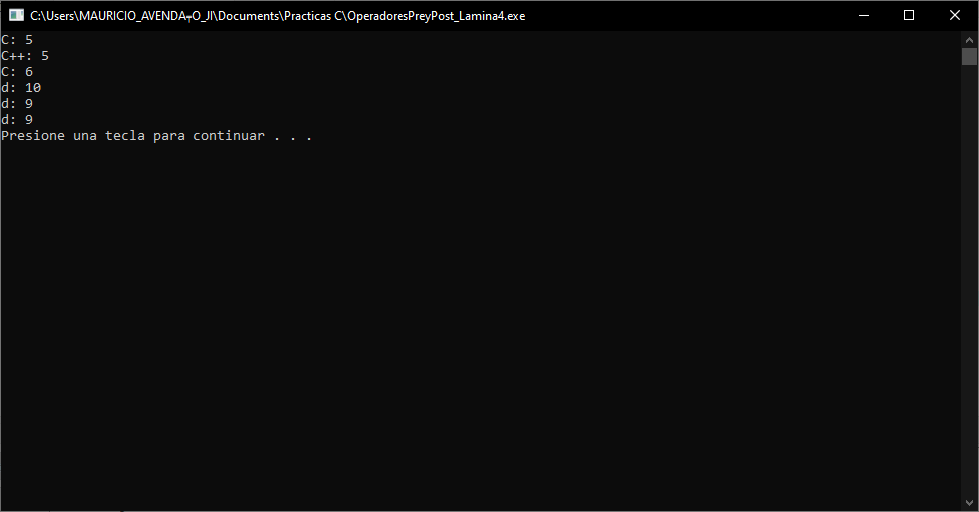 C:\Users\MAURICIO_AVENDA┬O_JI\Documents\Practicas C\OperadoresPreyPost_Lamina4.exe
C: 5
C++: 5
C: 6
d: 10
d: 9
d: 9
Presione una tecla para continuar . . .